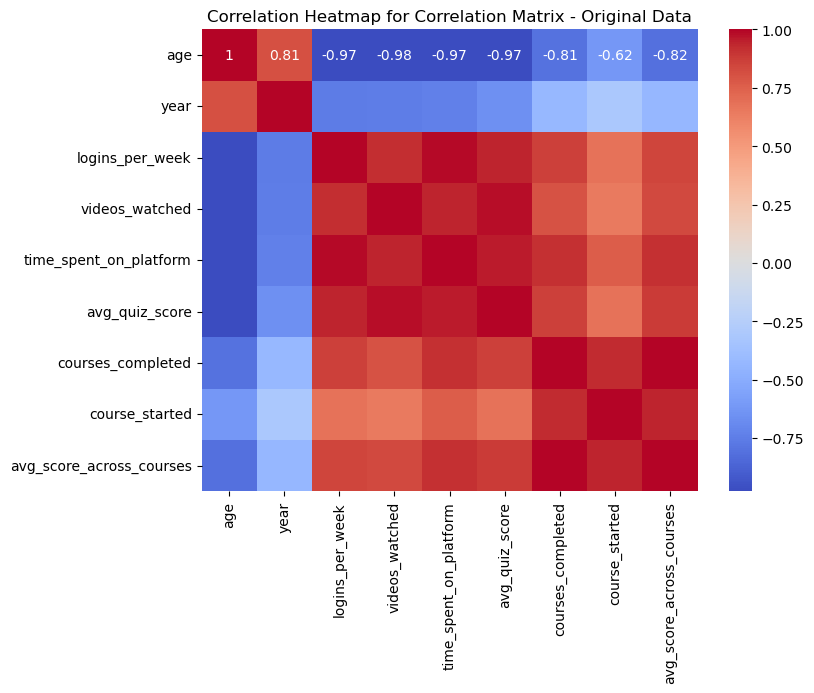 Correlation Heatmap for Correlation Matrix - Original Data
age
1 0.81 -0.97 -0.98 -0.97 -0.97 -0.81 -0.62 -0.82
year
logins_per_week
videos_watched
time_spent_on_platform
avg_quiz_score
courses_completed
course_started
avg_score_across_courses
age
year
logins_per_week
videos_watched
time_spent_on_platform
avg_quiz_score
courses_completed
course_started
avg_score_across_courses
1.00
0.75
0.50
0.25
0.00
−0.25
−0.50
−0.75